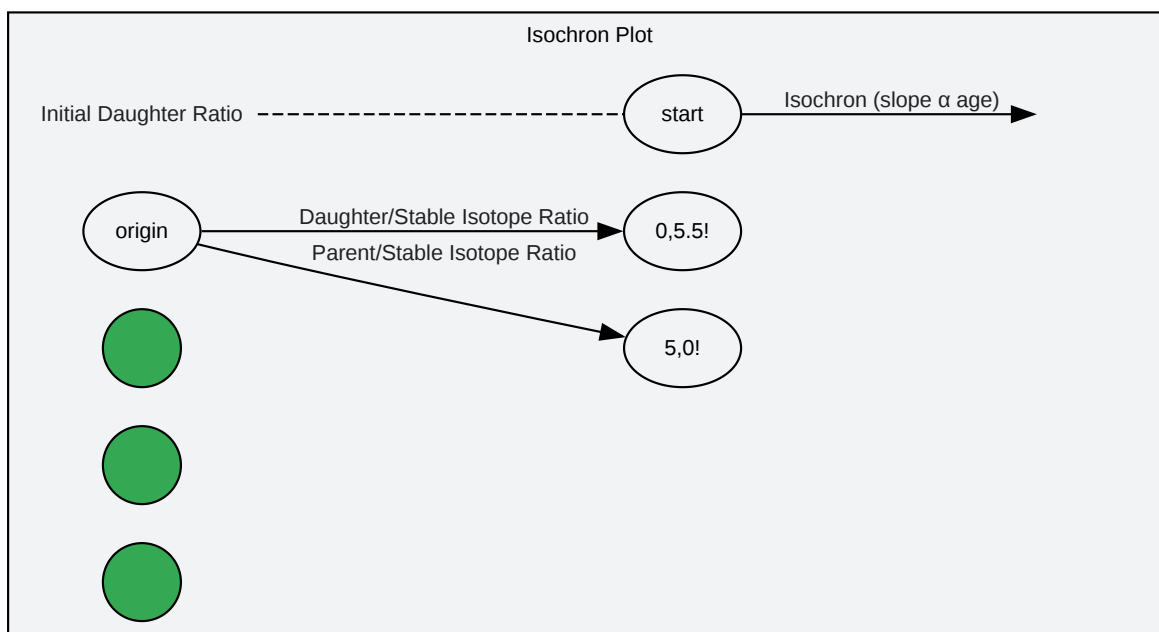 Isochron Plot
Initial Daughter Ratio
start
Isochron (slope α age)
origin
Daughter/Stable Isotope Ratio
0,5.5!
Parent/Stable Isotope Ratio
5,0!